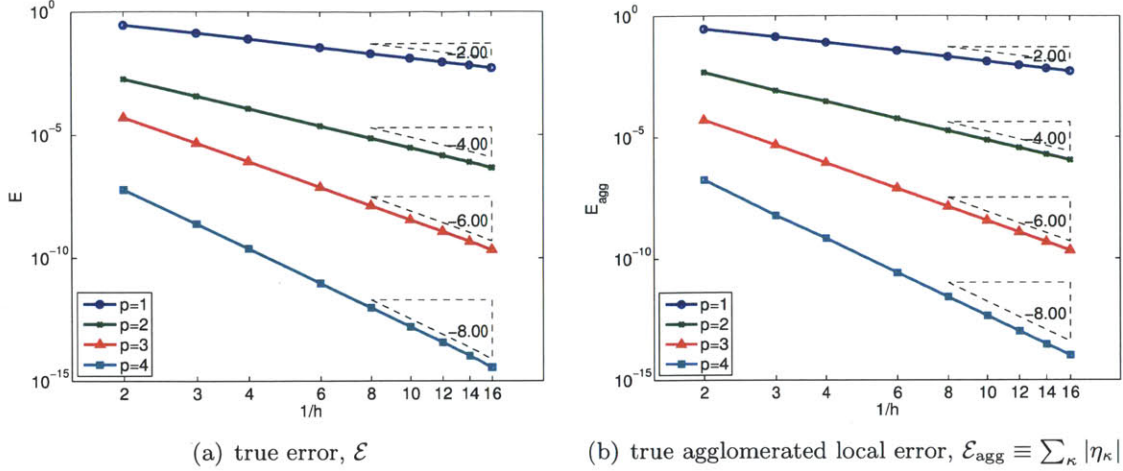 10^0
10^-5
10^-10
10^-15
E
−2.00
−4.00
−6.00
−8.00
p=1
p=2
p=3
p=4
2 3 4 6 8 10 12 14 16
1/h
(a) true error, ℰ
10^0
10^-5
10^-10
10^-15
E_agg
−2.00
−4.00
−6.00
−8.00
p=1
p=2
p=3
p=4
2 3 4 6 8 10 12 14 16
1/h
(b) true agglomerated local error, ℰ_agg ≡ ∑_κ |η_κ|